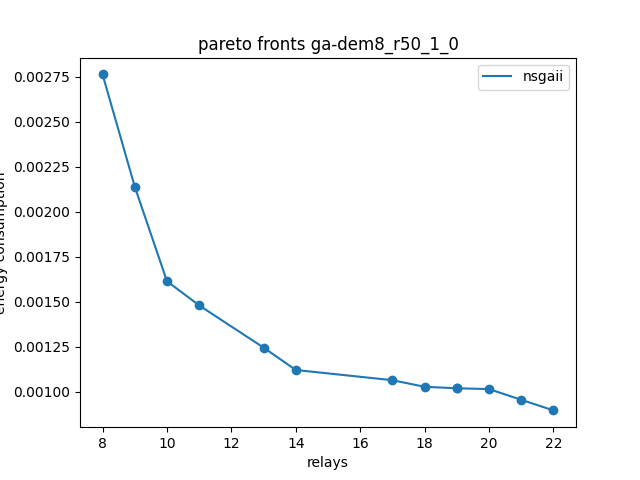 pareto fronts ga-dem8_r50_1_0
nsgaii
0.00275
0.00250
0.00225
0.00200
0.00175
0.00150
0.00125
0.00100
energy consumption
8 10 12 14 16 18 20 22
relays